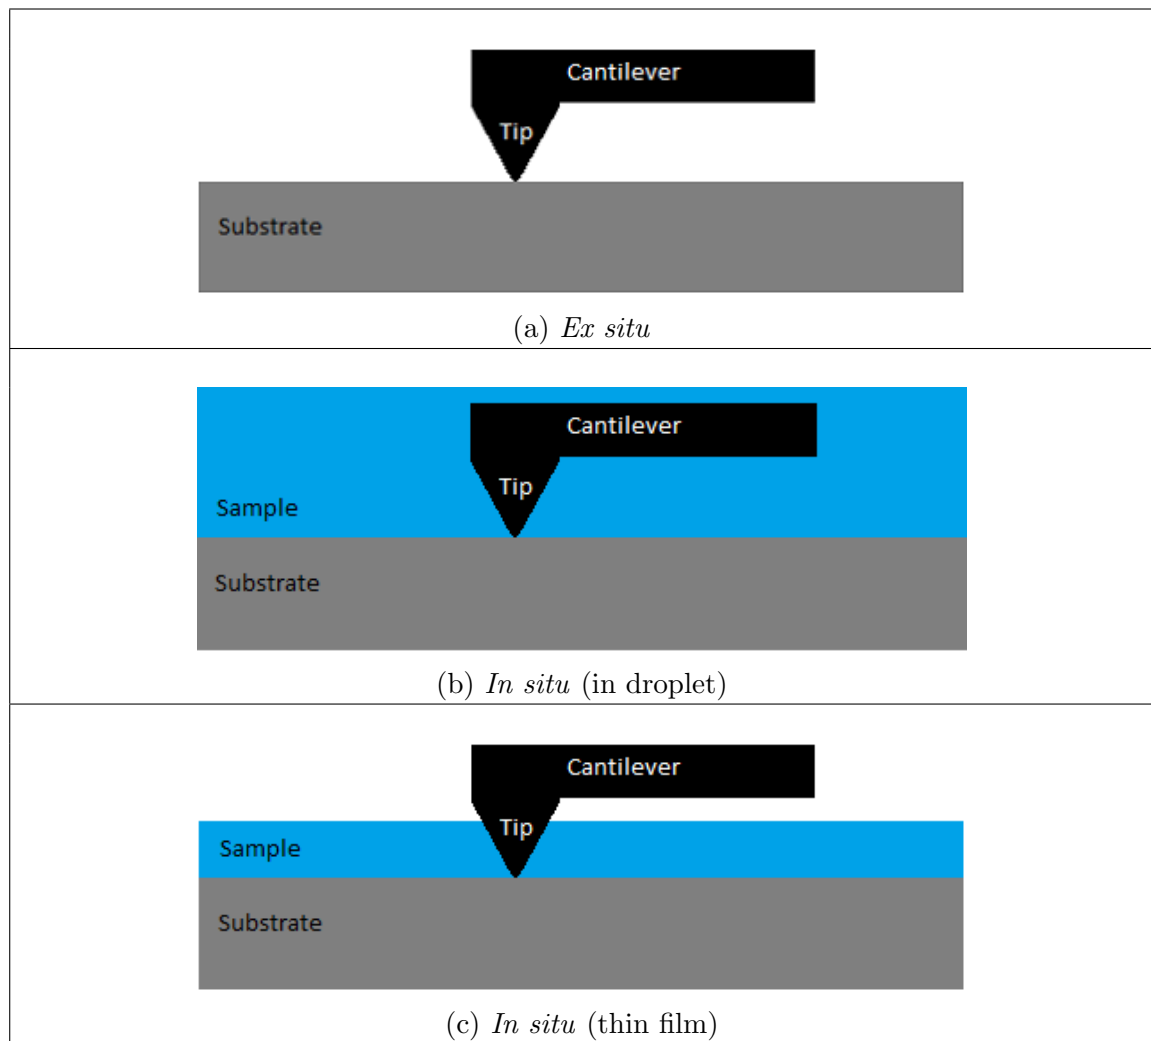 Cantilever
Tip
Substrate
(a) Ex situ
Cantilever
Tip
Sample
Substrate
(b) In situ (in droplet)
Cantilever
Tip
Sample
Substrate
(c) In situ (thin film)